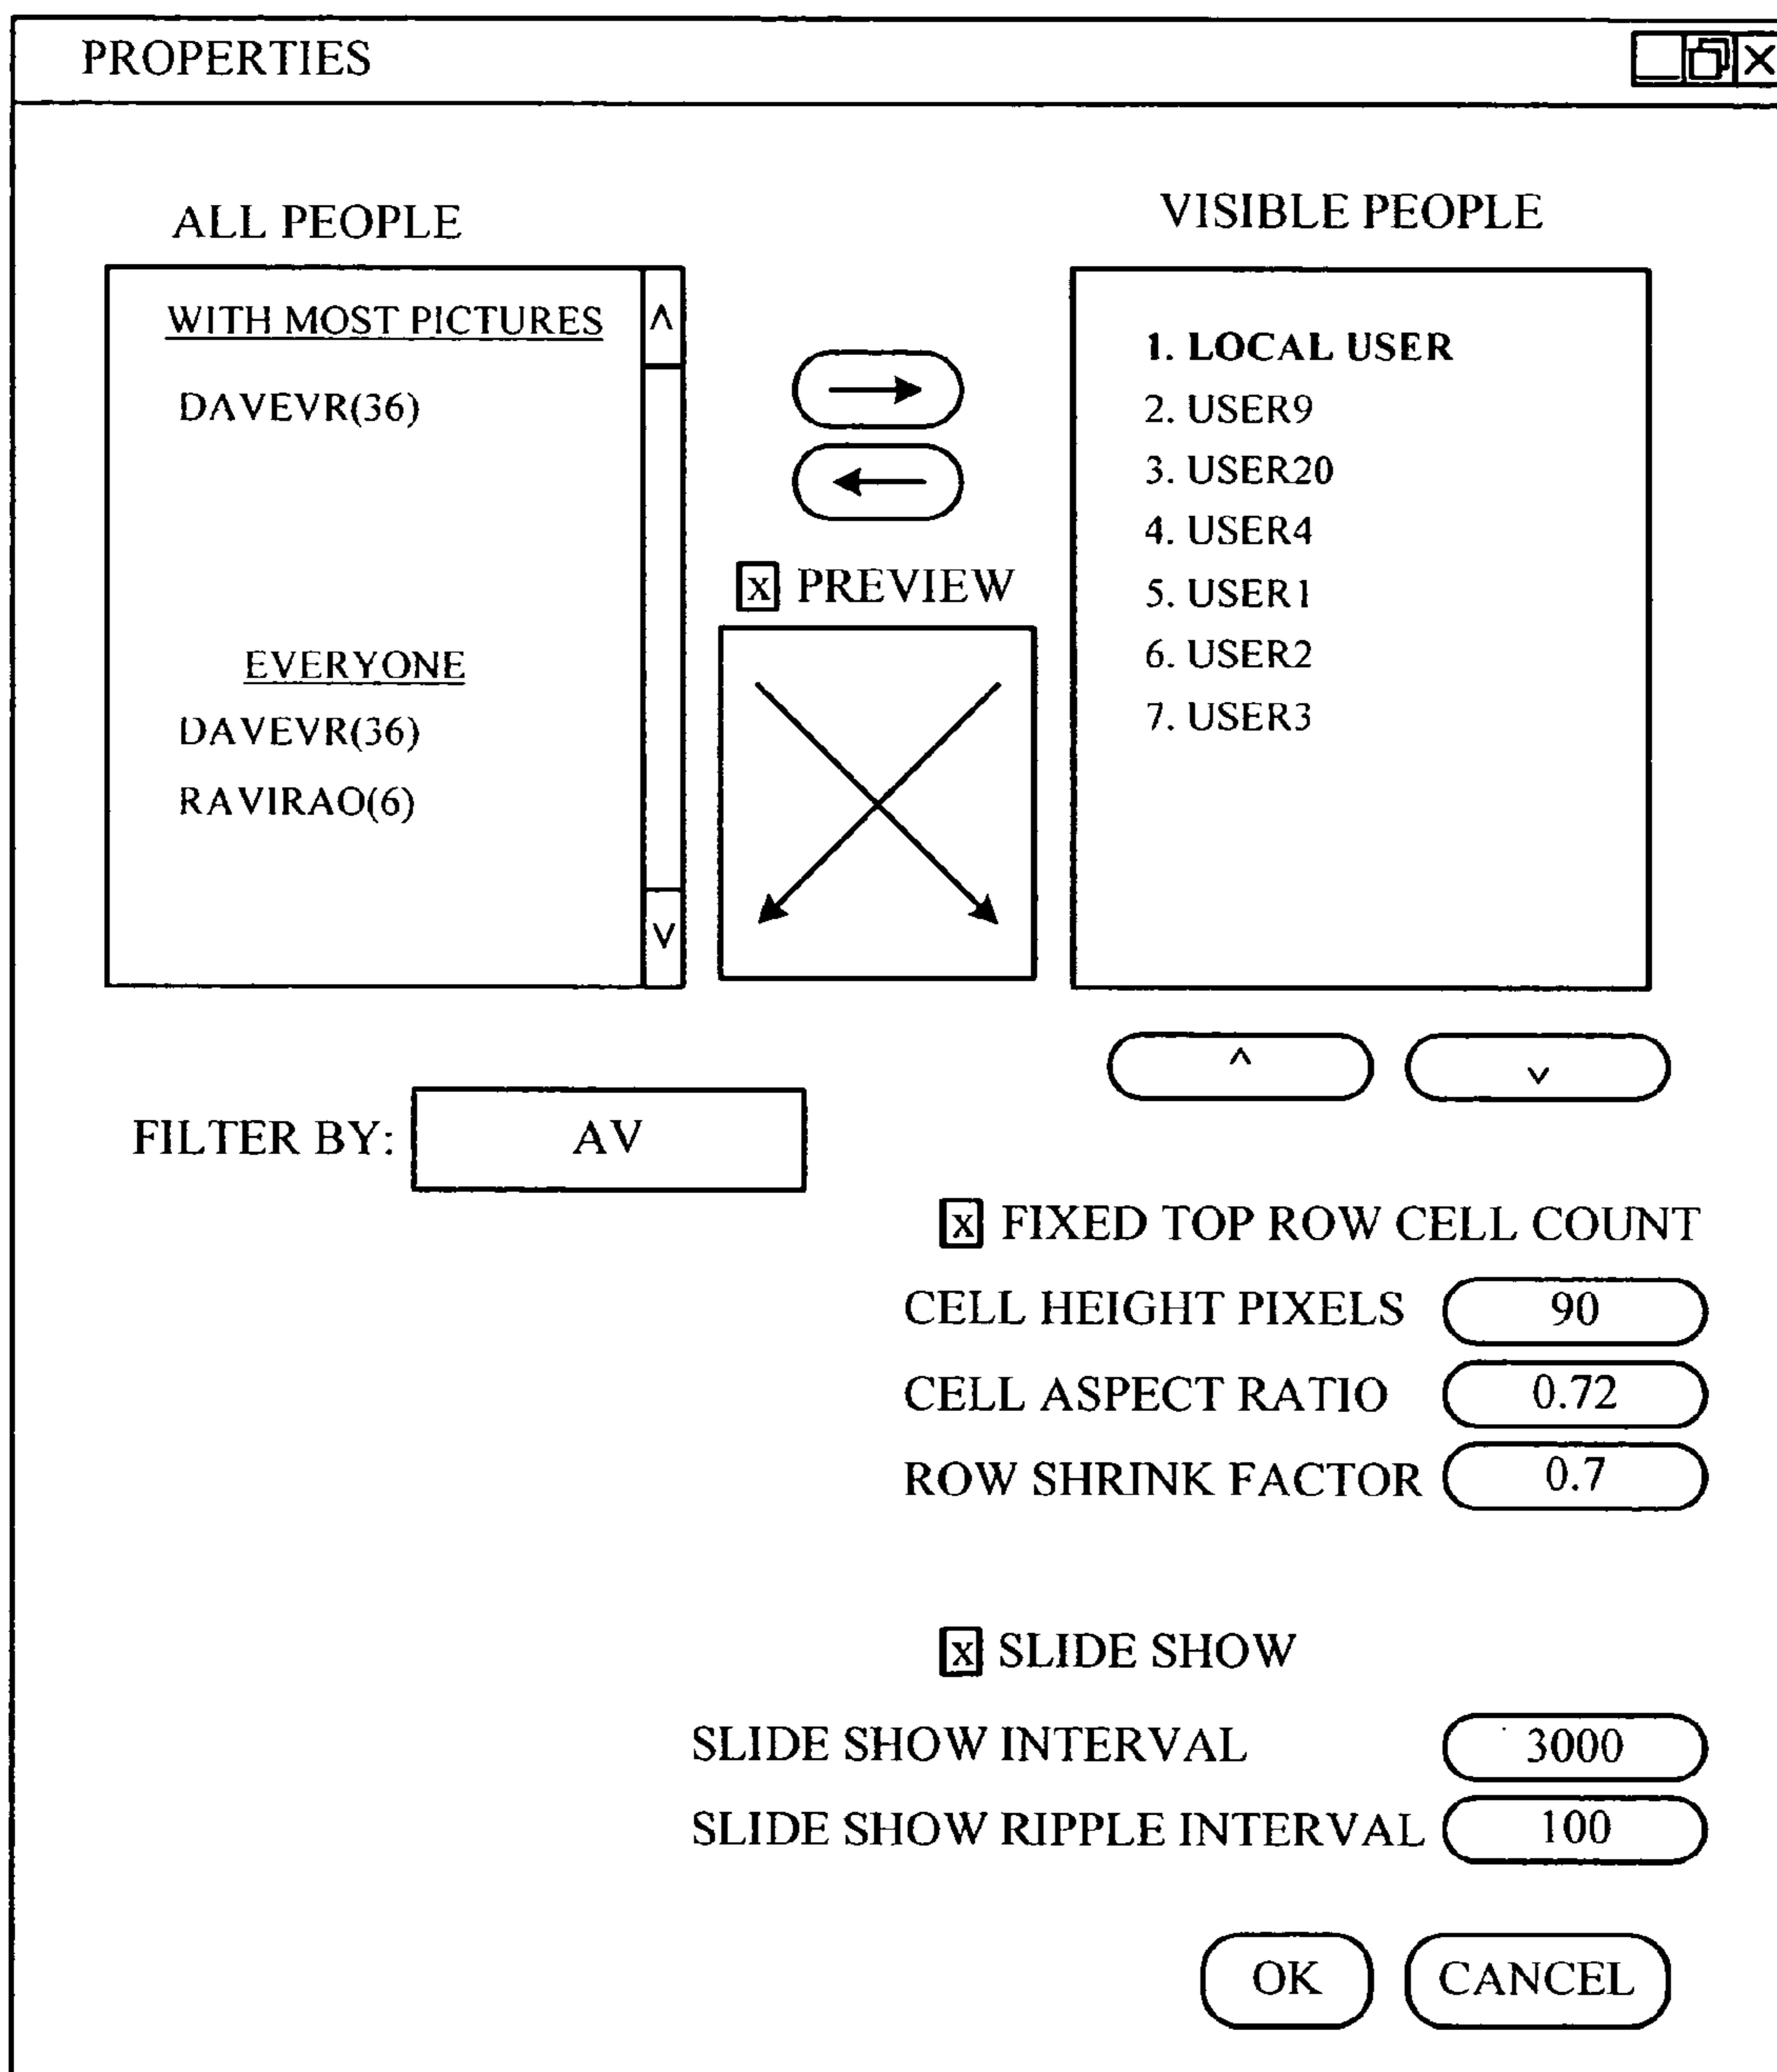 PROPERTIES
ALL PEOPLE
WITH MOST PICTURES
DAVEVR(36)
EVERYONE
DAVEVR(36)
RAVIRAO(6)
X PREVIEW
VISIBLE PEOPLE
1. LOCAL USER
2. USER9
3. USER20
4. USER4
5. USER1
6. USER2
7. USER3
FILTER BY: AV
X FIXED TOP ROW CELL COUNT
CELL HEIGHT PIXELS 90
CELL ASPECT RATIO 0.72
ROW SHRINK FACTOR 0.7
X SLIDE SHOW
SLIDE SHOW INTERVAL 3000
SLIDE SHOW RIPPLE INTERVAL 100
OK CANCEL